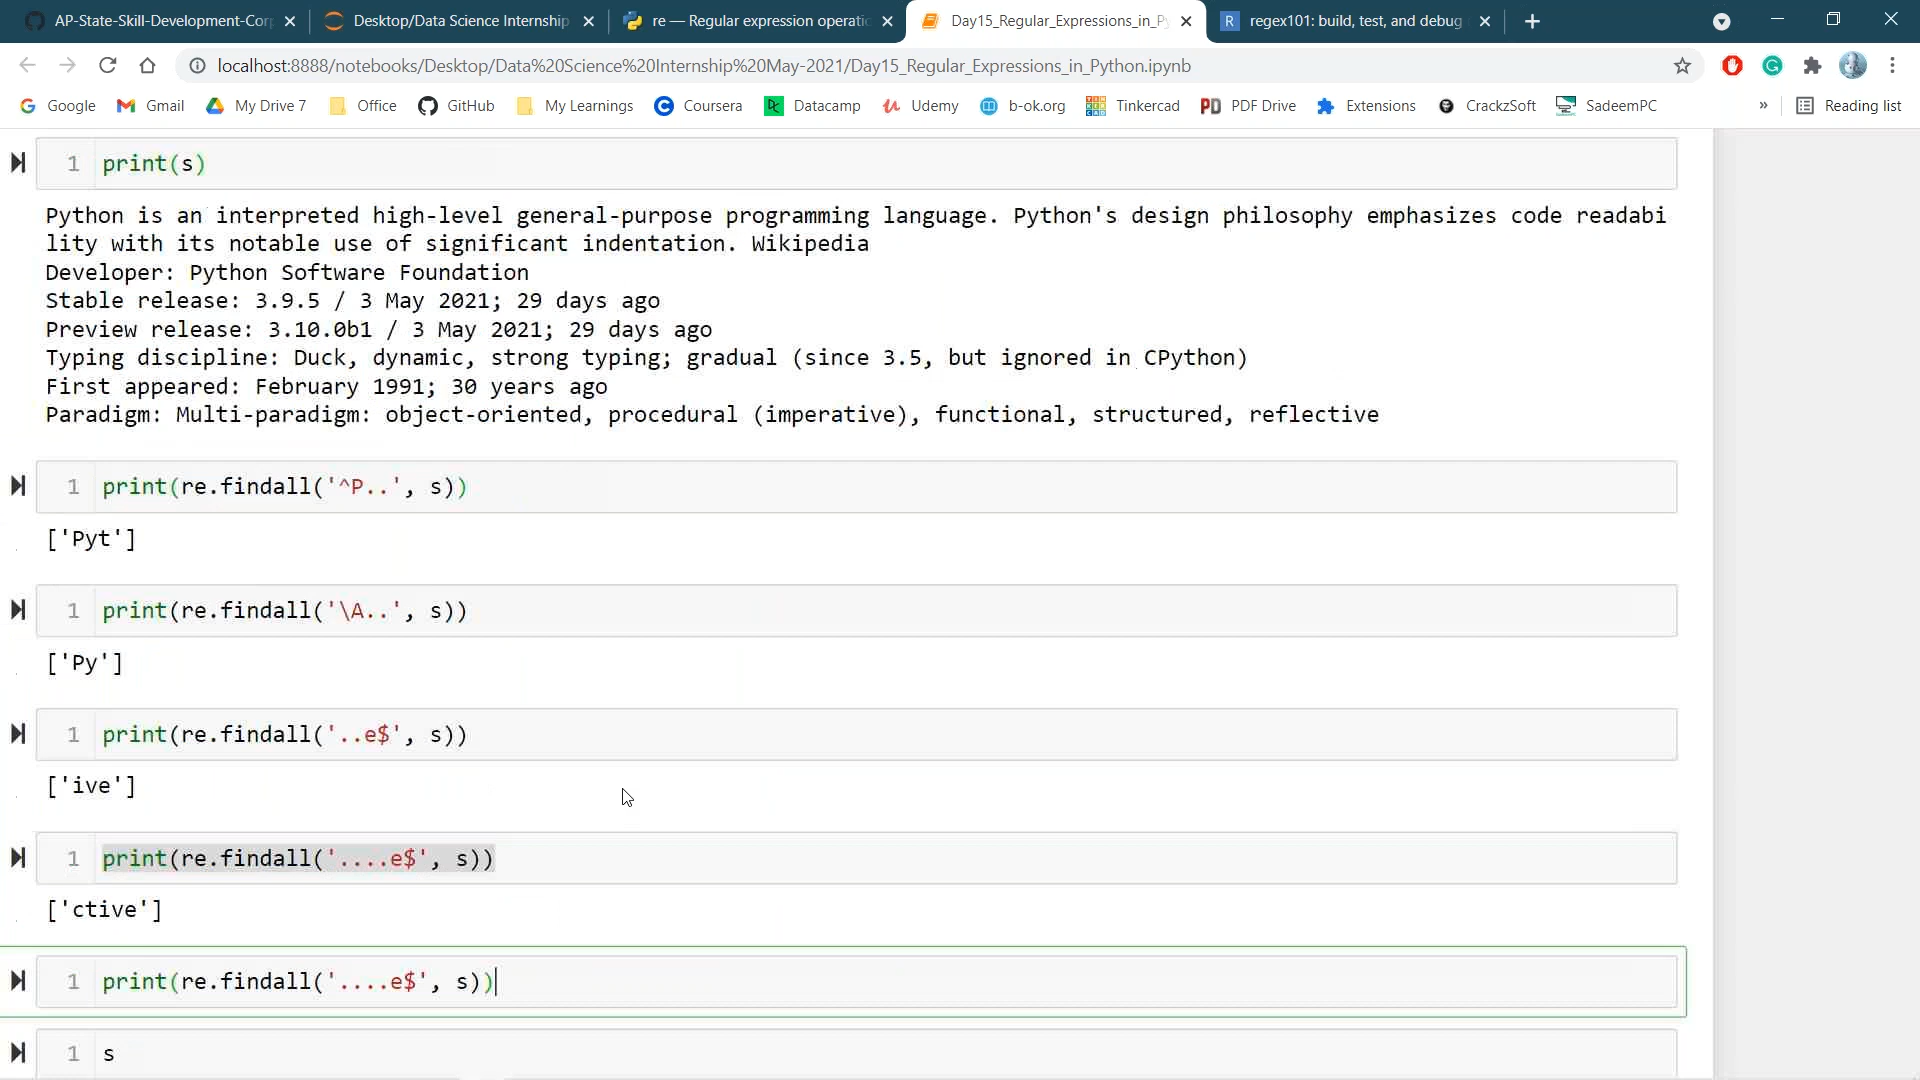 AP-State-Skill-Development-Corp
Desktop/Data Science Internship
re — Regular expression operatio
Day15_Regular_Expressions_in_Py
R regex101: build, test, and debug
localhost:8888/notebooks/Desktop/Data%20Science%20Internship%20May-2021/Day15_Regular_Expressions_in_Python.ipynb
Google Gmail My Drive 7 Office GitHub My Learnings Coursera Datacamp Udemy b-ok.org Tinkercad PDF Drive Extensions CrackzSoft SadeemPC » Reading list
1 print(s)
Python is an interpreted high-level general-purpose programming language. Python's design philosophy emphasizes code readabi
lity with its notable use of significant indentation. Wikipedia
Developer: Python Software Foundation
Stable release: 3.9.5 / 3 May 2021; 29 days ago
Preview release: 3.10.0b1 / 3 May 2021; 29 days ago
Typing discipline: Duck, dynamic, strong typing; gradual (since 3.5, but ignored in CPython)
First appeared: February 1991; 30 years ago
Paradigm: Multi-paradigm: object-oriented, procedural (imperative), functional, structured, reflective
1 print(re.findall('^P..', s))
['Pyt']
1 print(re.findall('\A..', s))
['Py']
1 print(re.findall('..e$', s))
['ive']
1 print(re.findall('....e$', s))
['ctive']
1 print(re.findall('....e$', s))
1 s